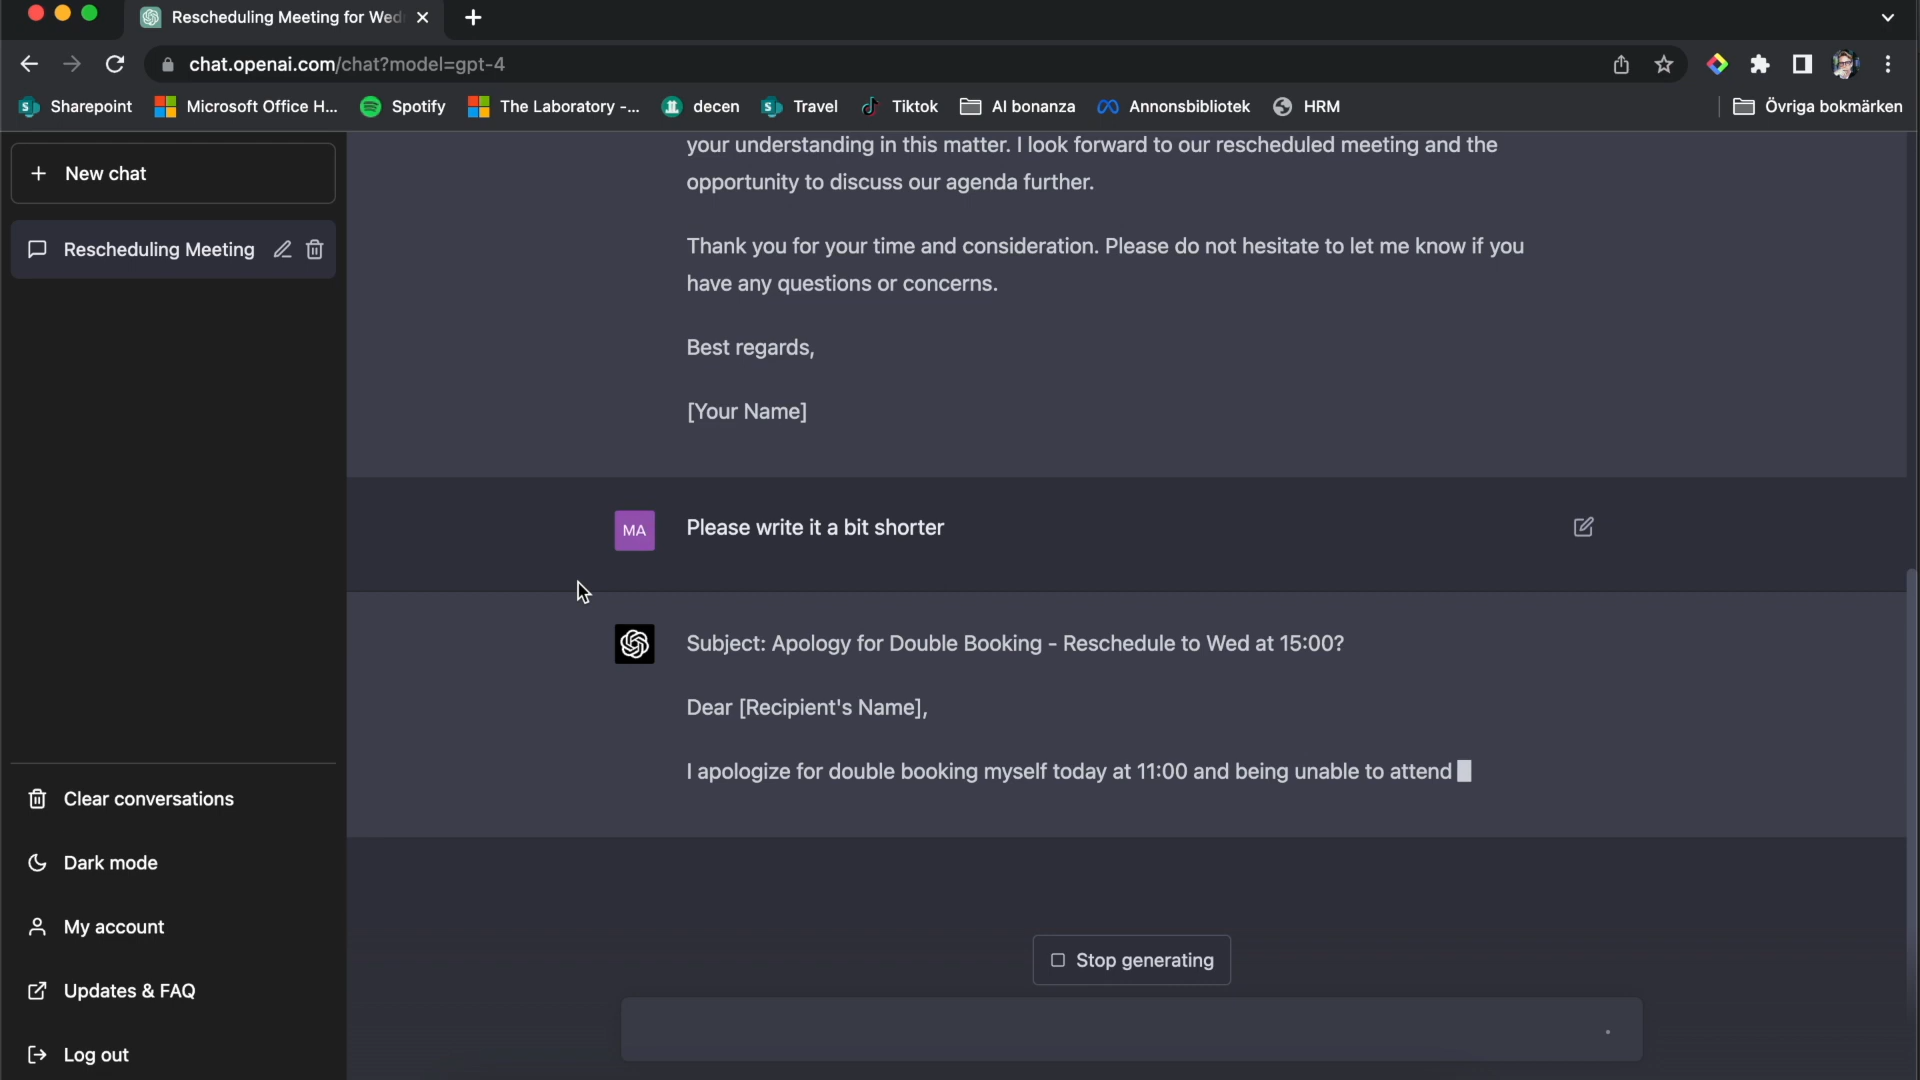 Rescheduling Meeting for Wed
chat.openai.com/chat?model=gpt-4
Sharepoint
Microsoft Office H...
Spotify
The Laboratory -...
decen
Travel
Tiktok
AI bonanza
Annonsbibliotek
HRM
Övriga bokmärken
New chat
Rescheduling Meeting
your understanding in this matter. I look forward to our rescheduled meeting and the
opportunity to discuss our agenda further.
Thank you for your time and consideration. Please do not hesitate to let me know if you
have any questions or concerns.
Best regards,
[Your Name]
MA
Please write it a bit shorter
Subject: Apology for Double Booking - Reschedule to Wed at 15:00?
Dear [Recipient's Name],
I apologize for double booking myself today at 11:00 and being unable to attend
Clear conversations
Dark mode
My account
Updates & FAQ
Log out
Stop generating